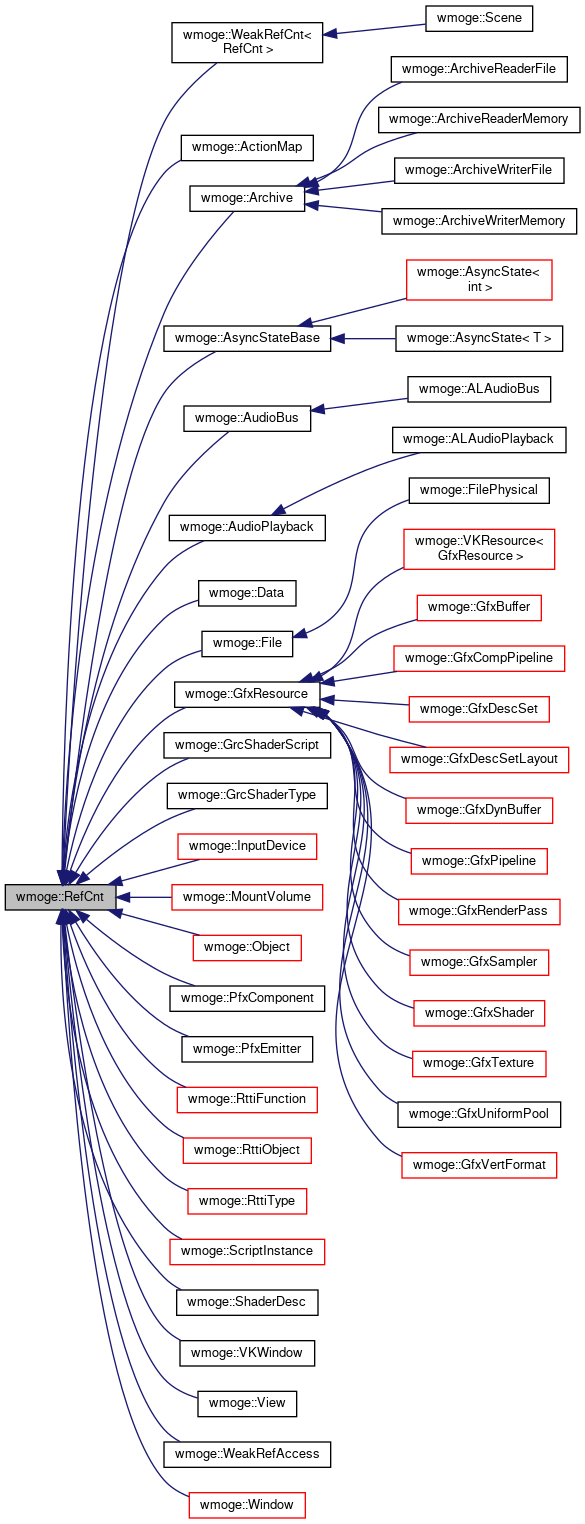 wmoge::RefCnt
wmoge::WeakRefCnt<
RefCnt >
wmoge::ActionMap
wmoge::Archive
wmoge::AsyncStateBase
wmoge::AudioBus
wmoge::AudioPlayback
wmoge::Data
wmoge::File
wmoge::GfxResource
wmoge::GrcShaderScript
wmoge::GrcShaderType
wmoge::InputDevice
wmoge::MountVolume
wmoge::Object
wmoge::PfxComponent
wmoge::PfxEmitter
wmoge::RttiFunction
wmoge::RttiObject
wmoge::RttiType
wmoge::ScriptInstance
wmoge::ShaderDesc
wmoge::VKWindow
wmoge::View
wmoge::WeakRefAccess
wmoge::Window
wmoge::Scene
wmoge::ArchiveReaderFile
wmoge::ArchiveReaderMemory
wmoge::ArchiveWriterFile
wmoge::ArchiveWriterMemory
wmoge::AsyncState<
int >
wmoge::AsyncState< T >
wmoge::ALAudioBus
wmoge::ALAudioPlayback
wmoge::FilePhysical
wmoge::VKResource<
GfxResource >
wmoge::GfxBuffer
wmoge::GfxCompPipeline
wmoge::GfxDescSet
wmoge::GfxDescSetLayout
wmoge::GfxDynBuffer
wmoge::GfxPipeline
wmoge::GfxRenderPass
wmoge::GfxSampler
wmoge::GfxShader
wmoge::GfxTexture
wmoge::GfxUniformPool
wmoge::GfxVertFormat